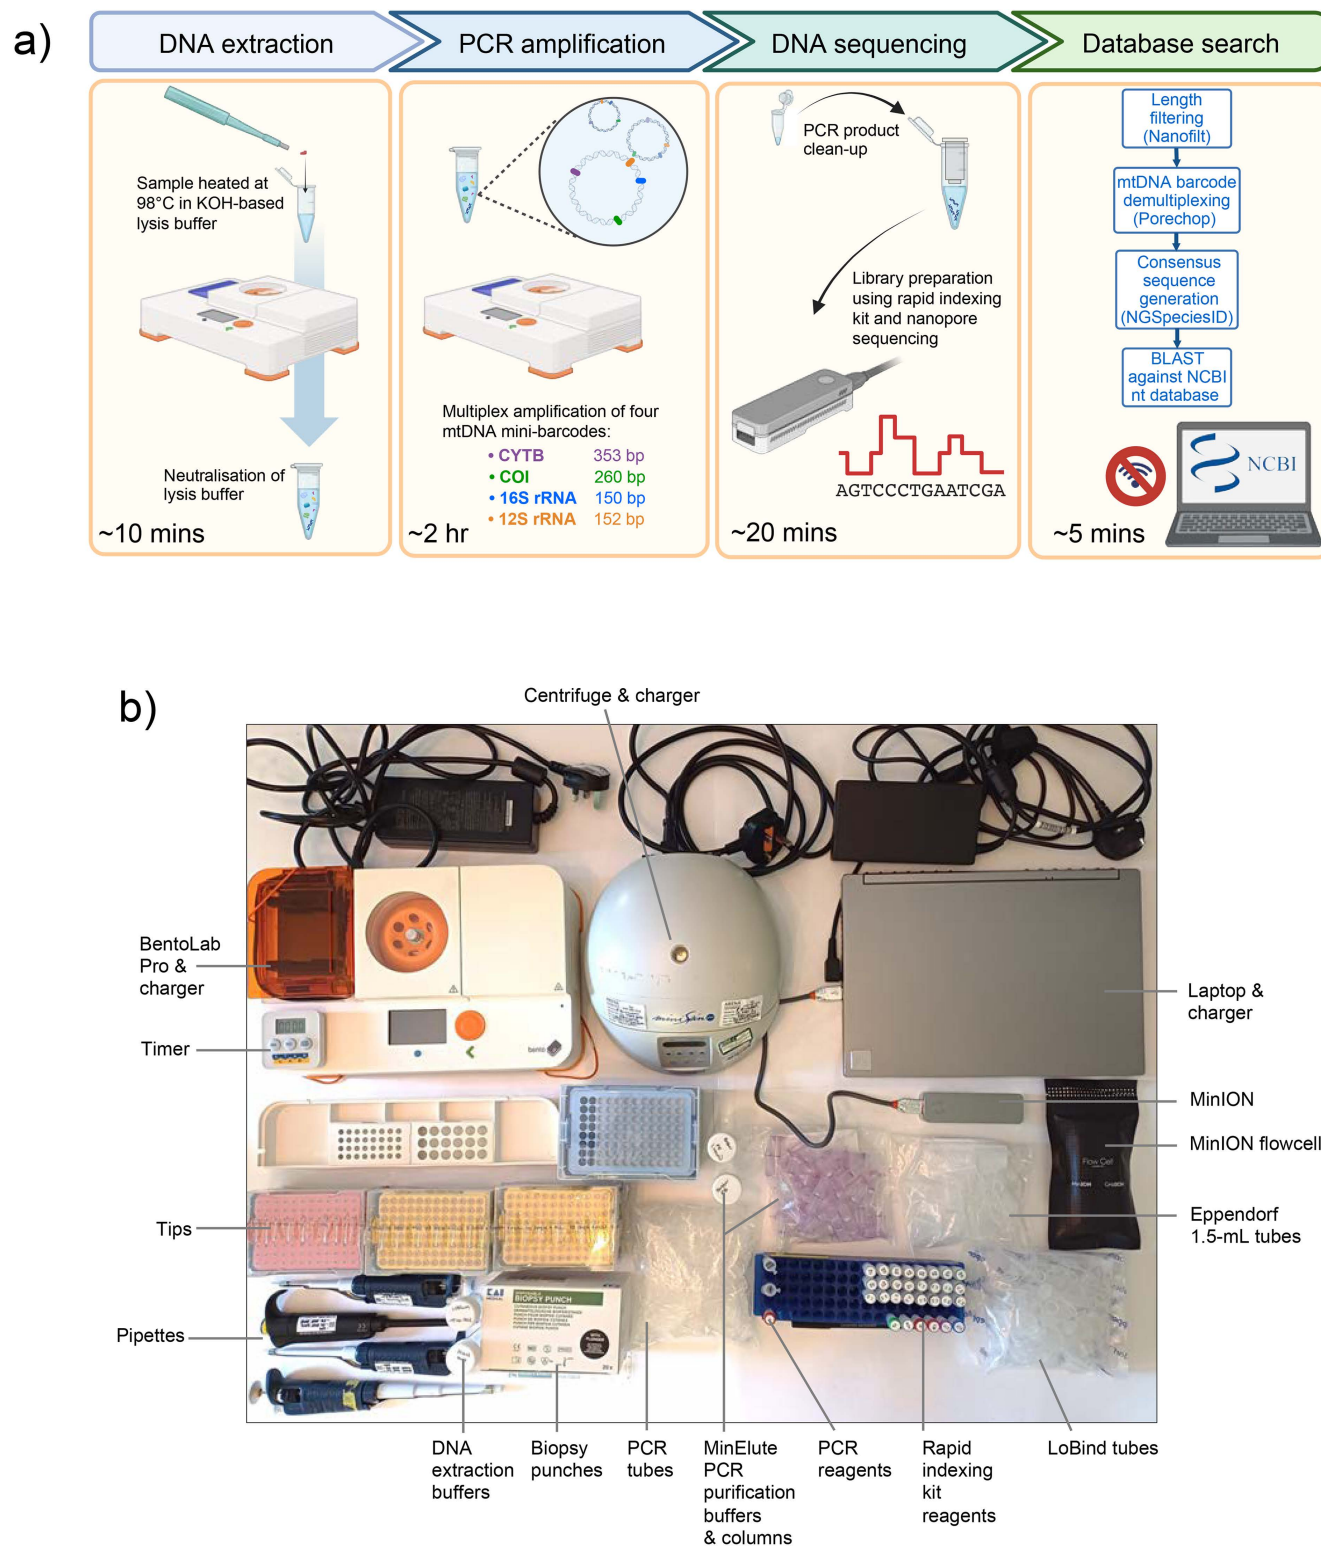 a)
DNA extraction
PCR amplification
DNA sequencing
Database search
Sample heated at
98°C in KOH-based
lysis buffer
Neutralisation of
lysis buffer
~10 mins
Multiplex amplification of four
mtDNA mini-barcodes:
• CYTB 353 bp
• COI 260 bp
• 16S rRNA 150 bp
• 12S rRNA 152 bp
~2 hr
PCR product
clean-up
Library preparation
using rapid indexing
kit and nanopore
sequencing
AGTCCCTGAATCGA
~20 mins
Length
filtering
(Nanofilt)
mtDNA barcode
demultiplexing
(Porechop)
Consensus
sequence
generation
(NGSpeciesID)
BLAST
against NCBI
nt database
NCBI
~5 mins
b)
Centrifuge & charger
BentoLab
Pro &
charger
Timer
Tips
Pipettes
Laptop &
charger
MinION
MinION flowcell
Eppendorf
1.5-mL tubes
bento
Flow Cell
KAI
BIOPSY PUNCH
DNA
extraction
buffers
Biopsy
punches
PCR
tubes
MinElute
PCR
purification
buffers
& columns
PCR
reagents
Rapid
indexing
kit
reagents
LoBind tubes